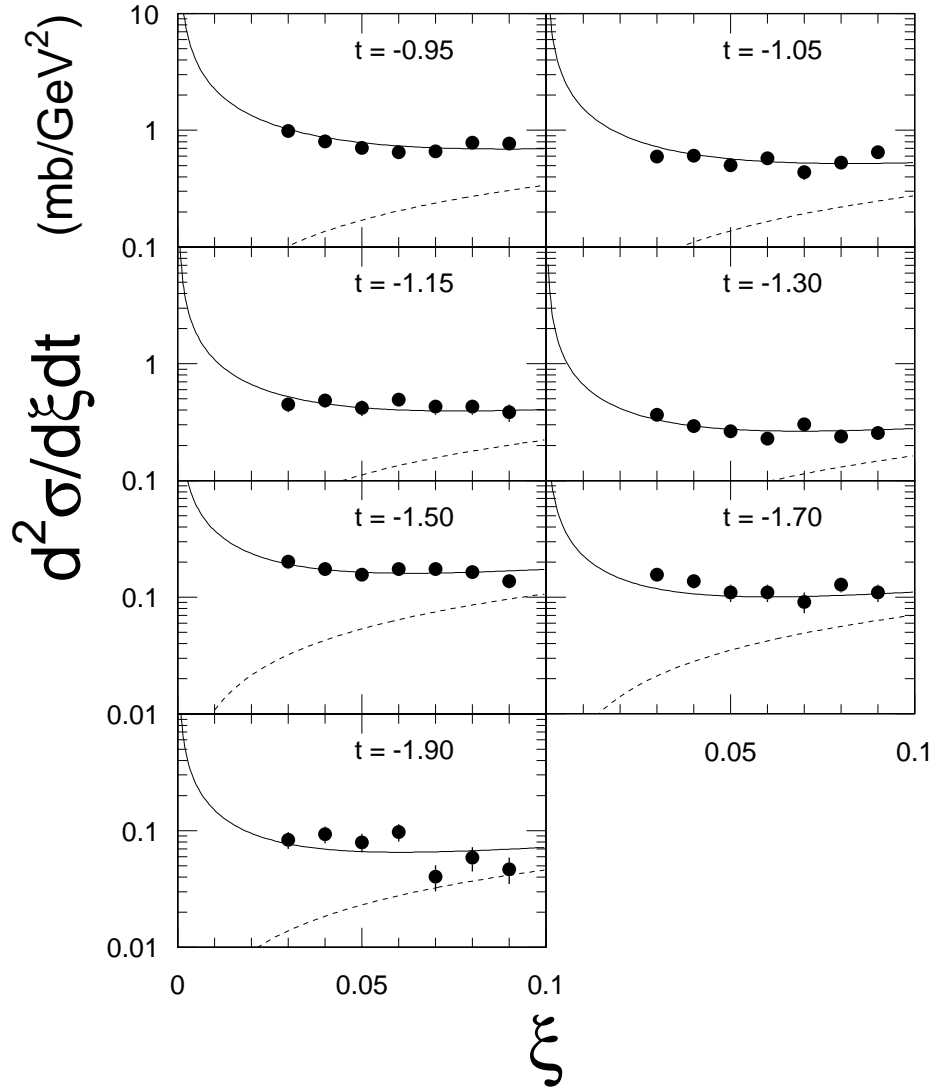 10
t = -0.95
t = -1.05
1
0.1
t = -1.15
t = -1.30
1
0.1
t = -1.50
t = -1.70
0.1
0.01
0.05
0.1
t = -1.90
0.1
0.01
0
0.05
0.1
ξ
d²σ/dξdt (mb/GeV²)